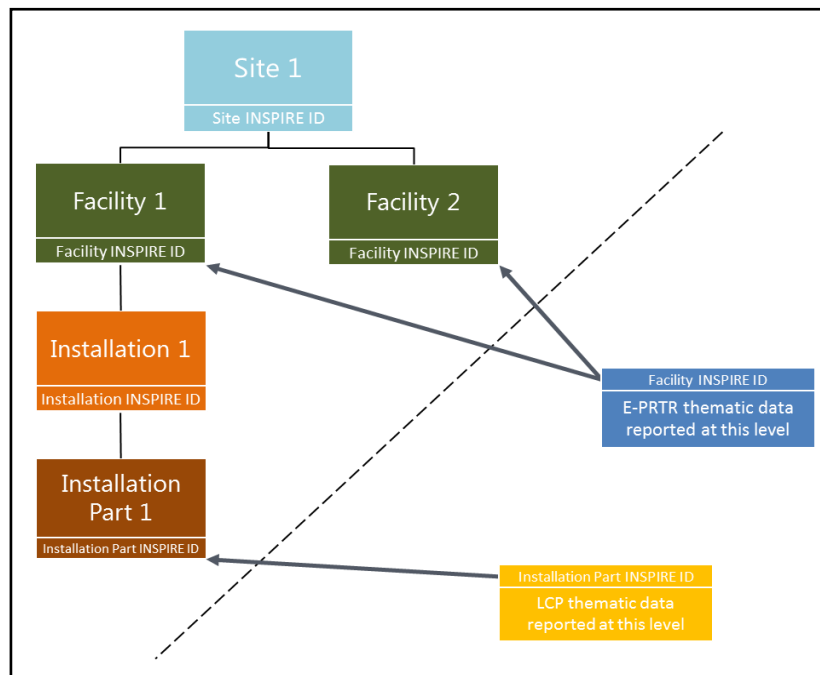 Site 1
Site INSPIRE ID
Facility 1
Facility INSPIRE ID
Facility 2
Facility INSPIRE ID
Installation 1
Installation INSPIRE ID
Facility INSPIRE ID
E-PRTR thematic data
reported at this level
Installation
Part 1
Installation Part INSPIRE ID
Installation Part INSPIRE ID
LCP thematic data
reported at this level